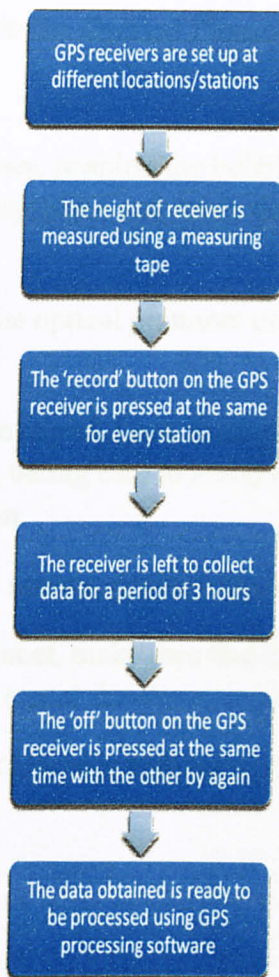 GPS receivers are set up at
different locations/stations
The height of receiver is
measured using a measuring
tape
The 'record' button on the GPS
receiver is pressed at the same
for every station
The receiver is left to collect
data for a period of 3 hours
The 'off' button on the GPS
receiver is pressed at the same
time with the other by again
The data obtained is ready to
be processed using GPS
processing software